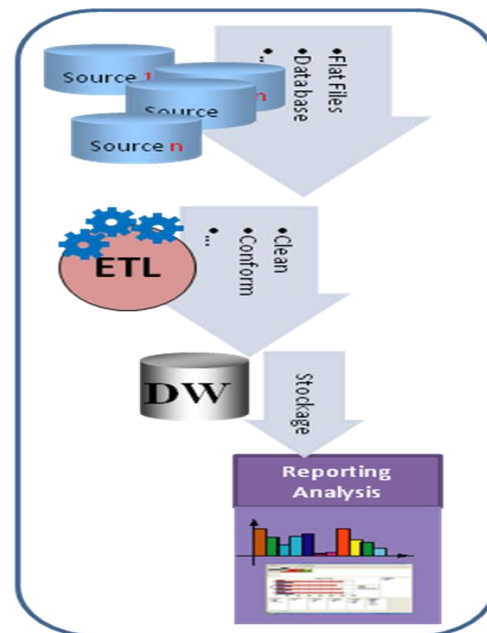 Source 1
n
Source
Source n
•Flat Files
•Database
•..
ETL
•Clean
•Conform
•...
DW
Stockage
Reporting
Analysis